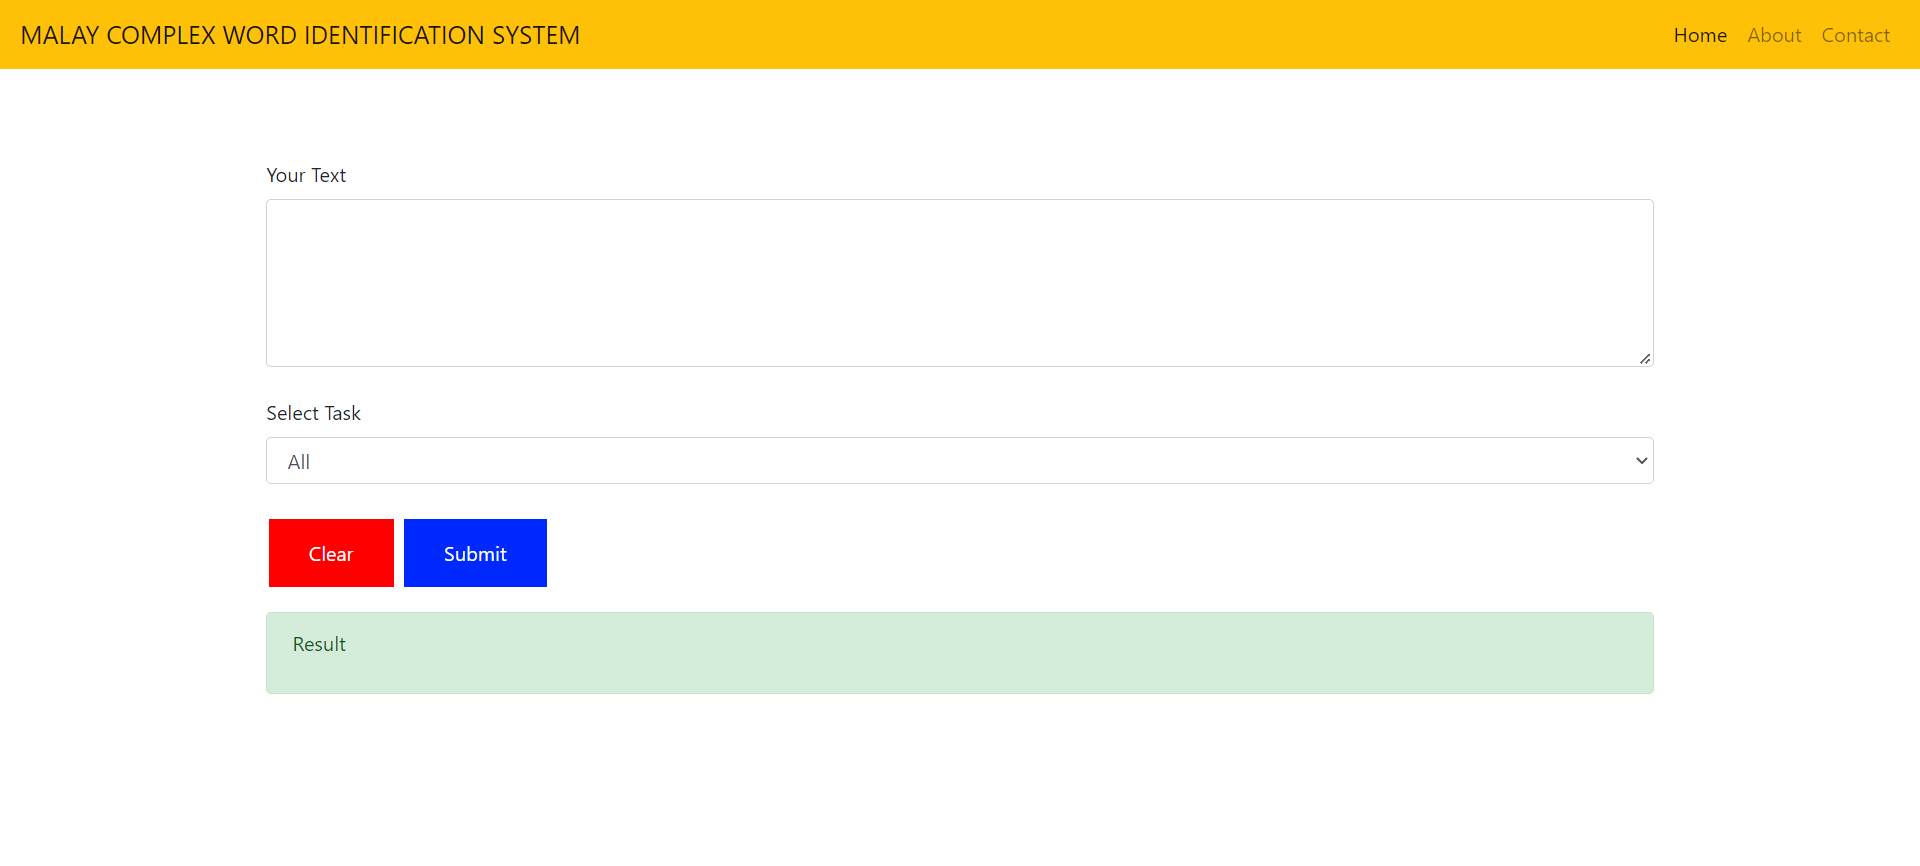 MALAY COMPLEX WORD IDENTIFICATION SYSTEM Home About Contact
Your Text
Select Task
All
Clear Submit
Result